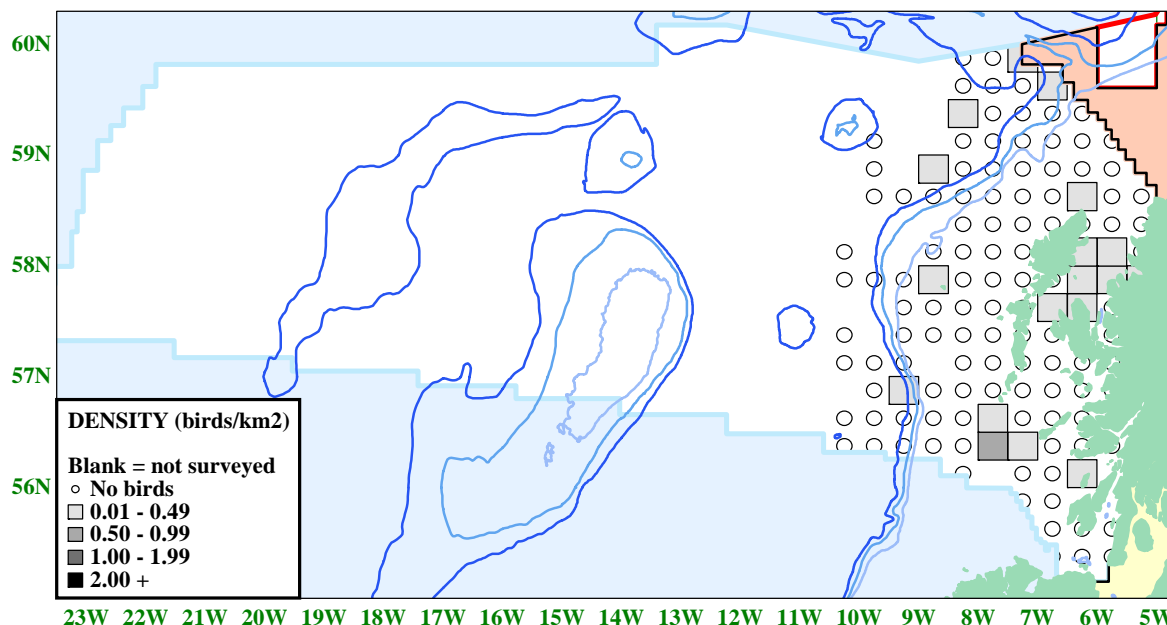 60N
59N
58N
57N
56N
DENSITY (birds/km2)
Blank = not surveyed
No birds
0.01 - 0.49
0.50 - 0.99
1.00 - 1.99
2.00 +
23W 22W 21W 20W 19W 18W 17W 16W 15W 14W 13W 12W 11W 10W 9W 8W 7W 6W 5W